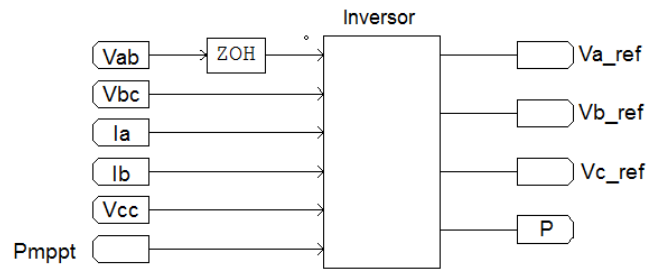 Inversor
Vab
ZOH
Va_ref
Vbc
Vb_ref
Ia
Ib
Vc_ref
Vcc
P
Pmppt